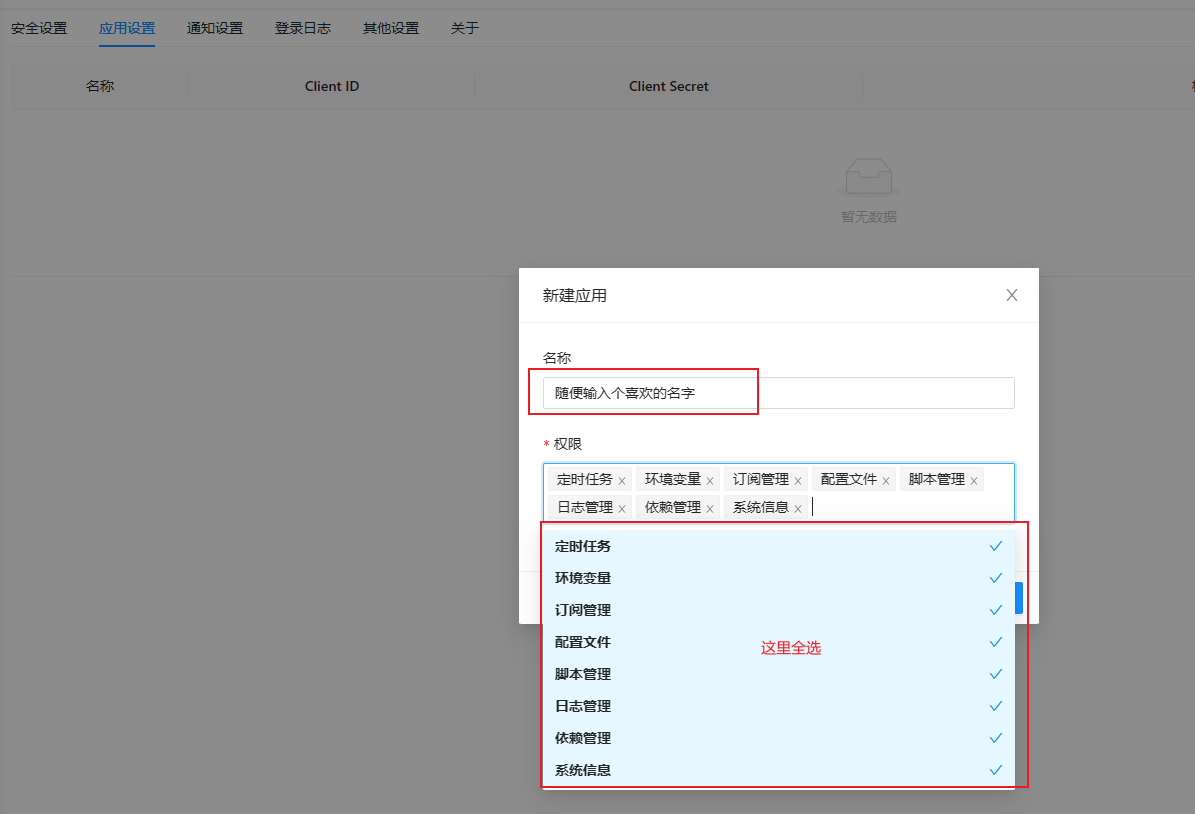 安全设置 应用设置 通知设置 登录日志 其他设置 关于
名称 Client ID Client Secret
暂无数据
新建应用
名称
随便输入个喜欢的名字
* 权限
定时任务 × 环境变量 × 订阅管理 × 配置文件 × 脚本管理 ×
日志管理 × 依赖管理 × 系统信息 ×
定时任务
环境变量
订阅管理
配置文件
这里全选
脚本管理
日志管理
依赖管理
系统信息